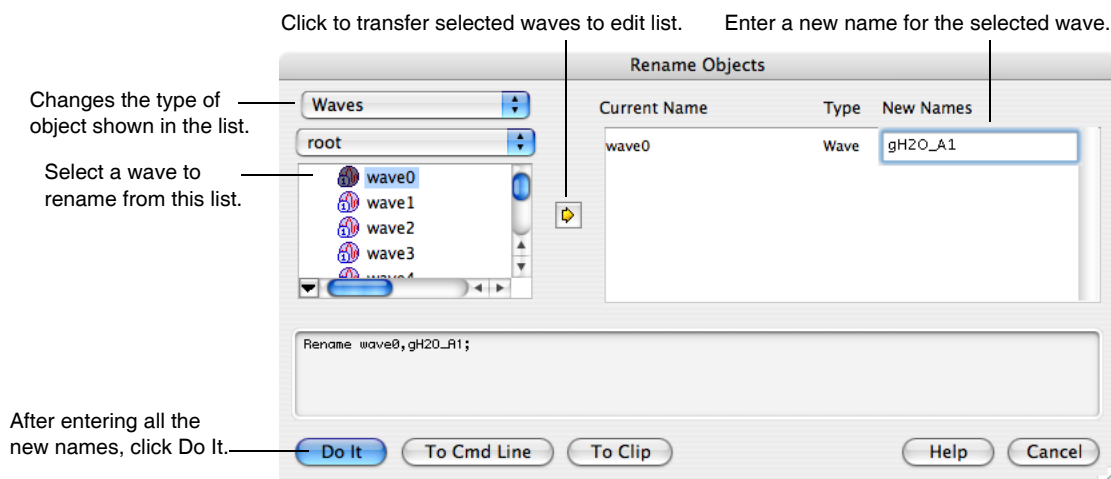 Click to transfer selected waves to edit list.
Enter a new name for the selected wave.
Rename Objects
Changes the type of
object shown in the list.
Waves
Current Name
Type
New Names
root
wave0
Wave
gH2O_A1
Select a wave to
rename from this list.
wave0
wave1
wave2
wave3
wave4
Rename wave0,gH2O_A1;
After entering all the
new names, click Do It.
Do It
To Cmd Line
To Clip
Help
Cancel